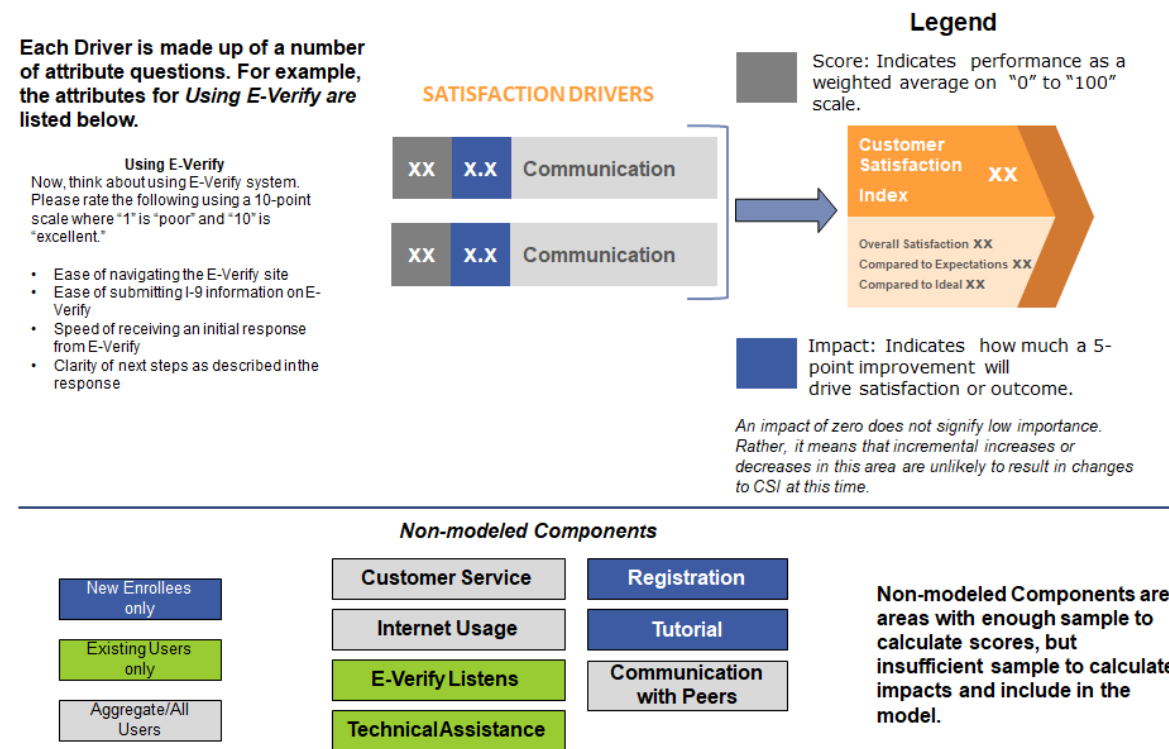 Each Driver is made up of a number
of attribute questions. For example,
the attributes for Using E-Verify are
listed below.
Using E-Verify
Now, think about using E-Verify system.
Please rate the following using a 10-point
scale where “1” is “poor” and “10” is
“excellent.”
• Ease of navigating the E-Verify site
• Ease of submitting I-9 information on E-
Verify
• Speed of receiving an initial response
from E-Verify
• Clarity of next steps as described in the
response
SATISFACTION DRIVERS
XX X.X Communication
XX X.X Communication
Legend
Score: Indicates performance as a
weighted average on “0” to “100”
scale.
Customer
Satisfaction
Index
XX
Overall Satisfaction XX
Compared to Expectations XX
Compared to Ideal XX
Impact: Indicates how much a 5-
point improvement will
drive satisfaction or outcome.
An impact of zero does not signify low importance.
Rather, it means that incremental increases or
decreases in this area are unlikely to result in changes
to CSI at this time.
Non-modeled Components
New Enrollees
only
Existing Users
only
Aggregate/All
Users
Customer Service
Internet Usage
E-Verify Listens
Technical Assistance
Registration
Tutorial
Communication
with Peers
Non-modeled Components are
areas with enough sample to
calculate scores, but
insufficient sample to calculate
impacts and include in the
model.